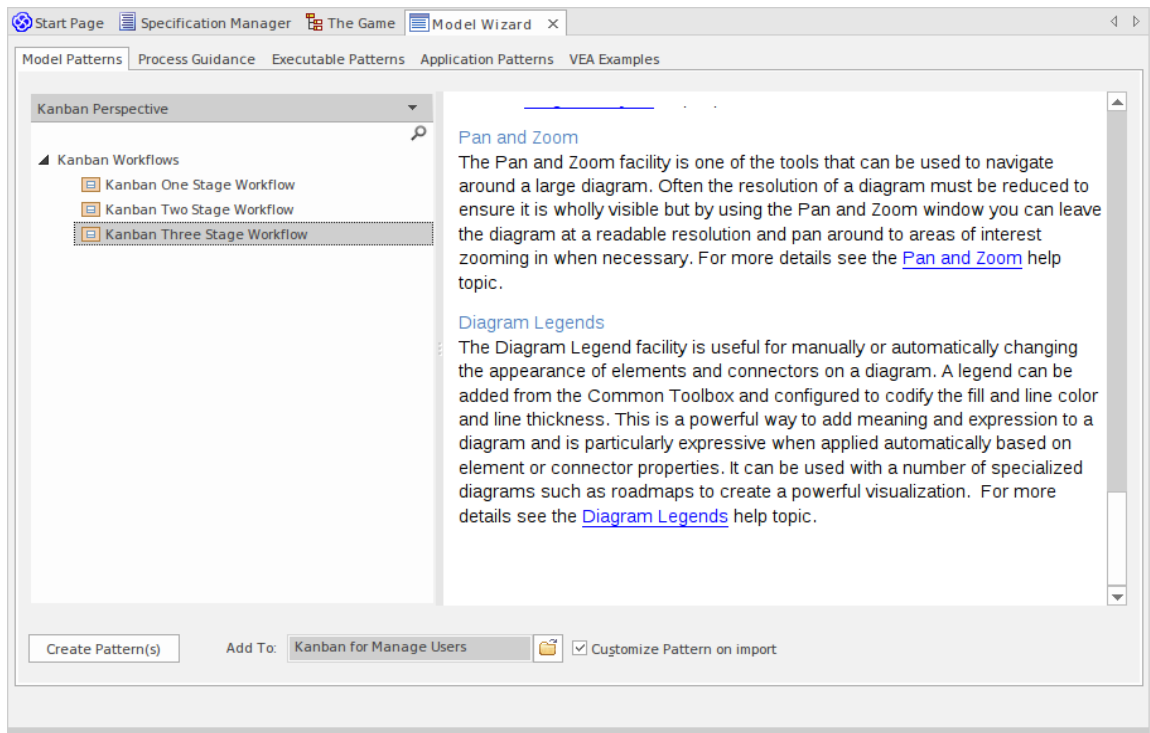 Start Page Specification Manager The Game Model Wizard
Model Patterns Process Guidance Executable Patterns Application Patterns VEA Examples
Kanban Perspective
Kanban Workflows
Kanban One Stage Workflow
Kanban Two Stage Workflow
Kanban Three Stage Workflow
Pan and Zoom
The Pan and Zoom facility is one of the tools that can be used to navigate
around a large diagram. Often the resolution of a diagram must be reduced to
ensure it is wholly visible but by using the Pan and Zoom window you can leave
the diagram at a readable resolution and pan around to areas of interest
zooming in when necessary. For more details see the Pan and Zoom help
topic.
Diagram Legends
The Diagram Legend facility is useful for manually or automatically changing
the appearance of elements and connectors on a diagram. A legend can be
added from the Common Toolbox and configured to codify the fill and line color
and line thickness. This is a powerful way to add meaning and expression to a
diagram and is particularly expressive when applied automatically based on
element or connector properties. It can be used with a number of specialized
diagrams such as roadmaps to create a powerful visualization.  For more
details see the Diagram Legends help topic.
Create Pattern(s) Add To: Kanban for Manage Users Customize Pattern on import